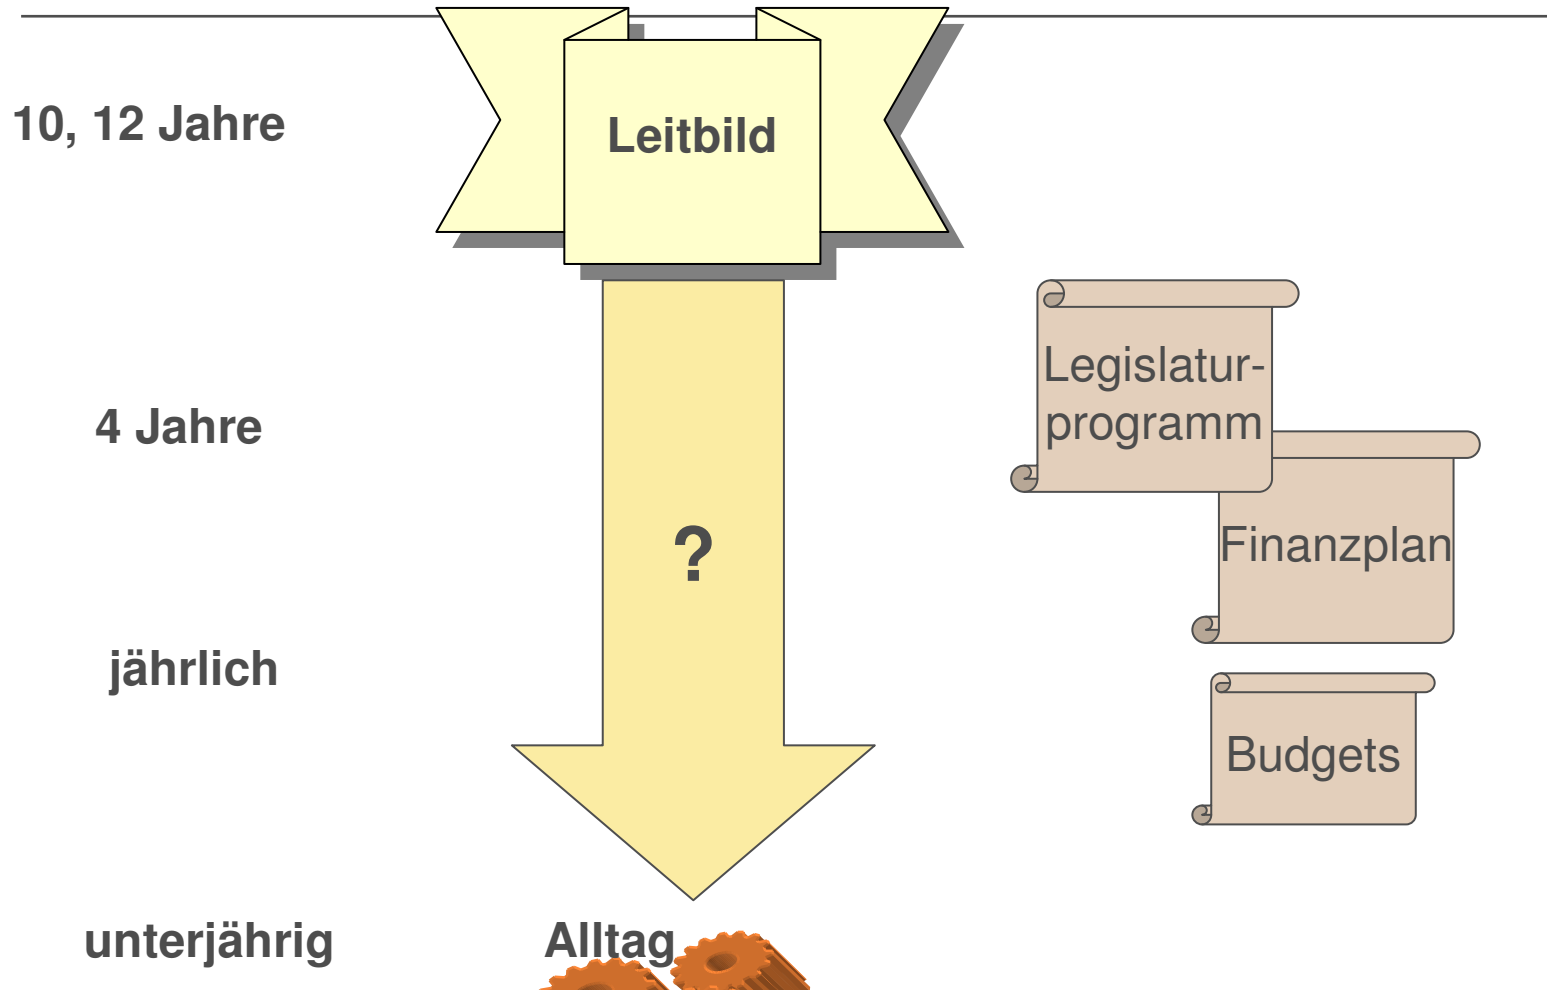 10, 12 Jahre
Leitbild
Legislatur-
programm
4 Jahre
?
Finanzplan
jährlich
Budgets
unterjährig
Alltag